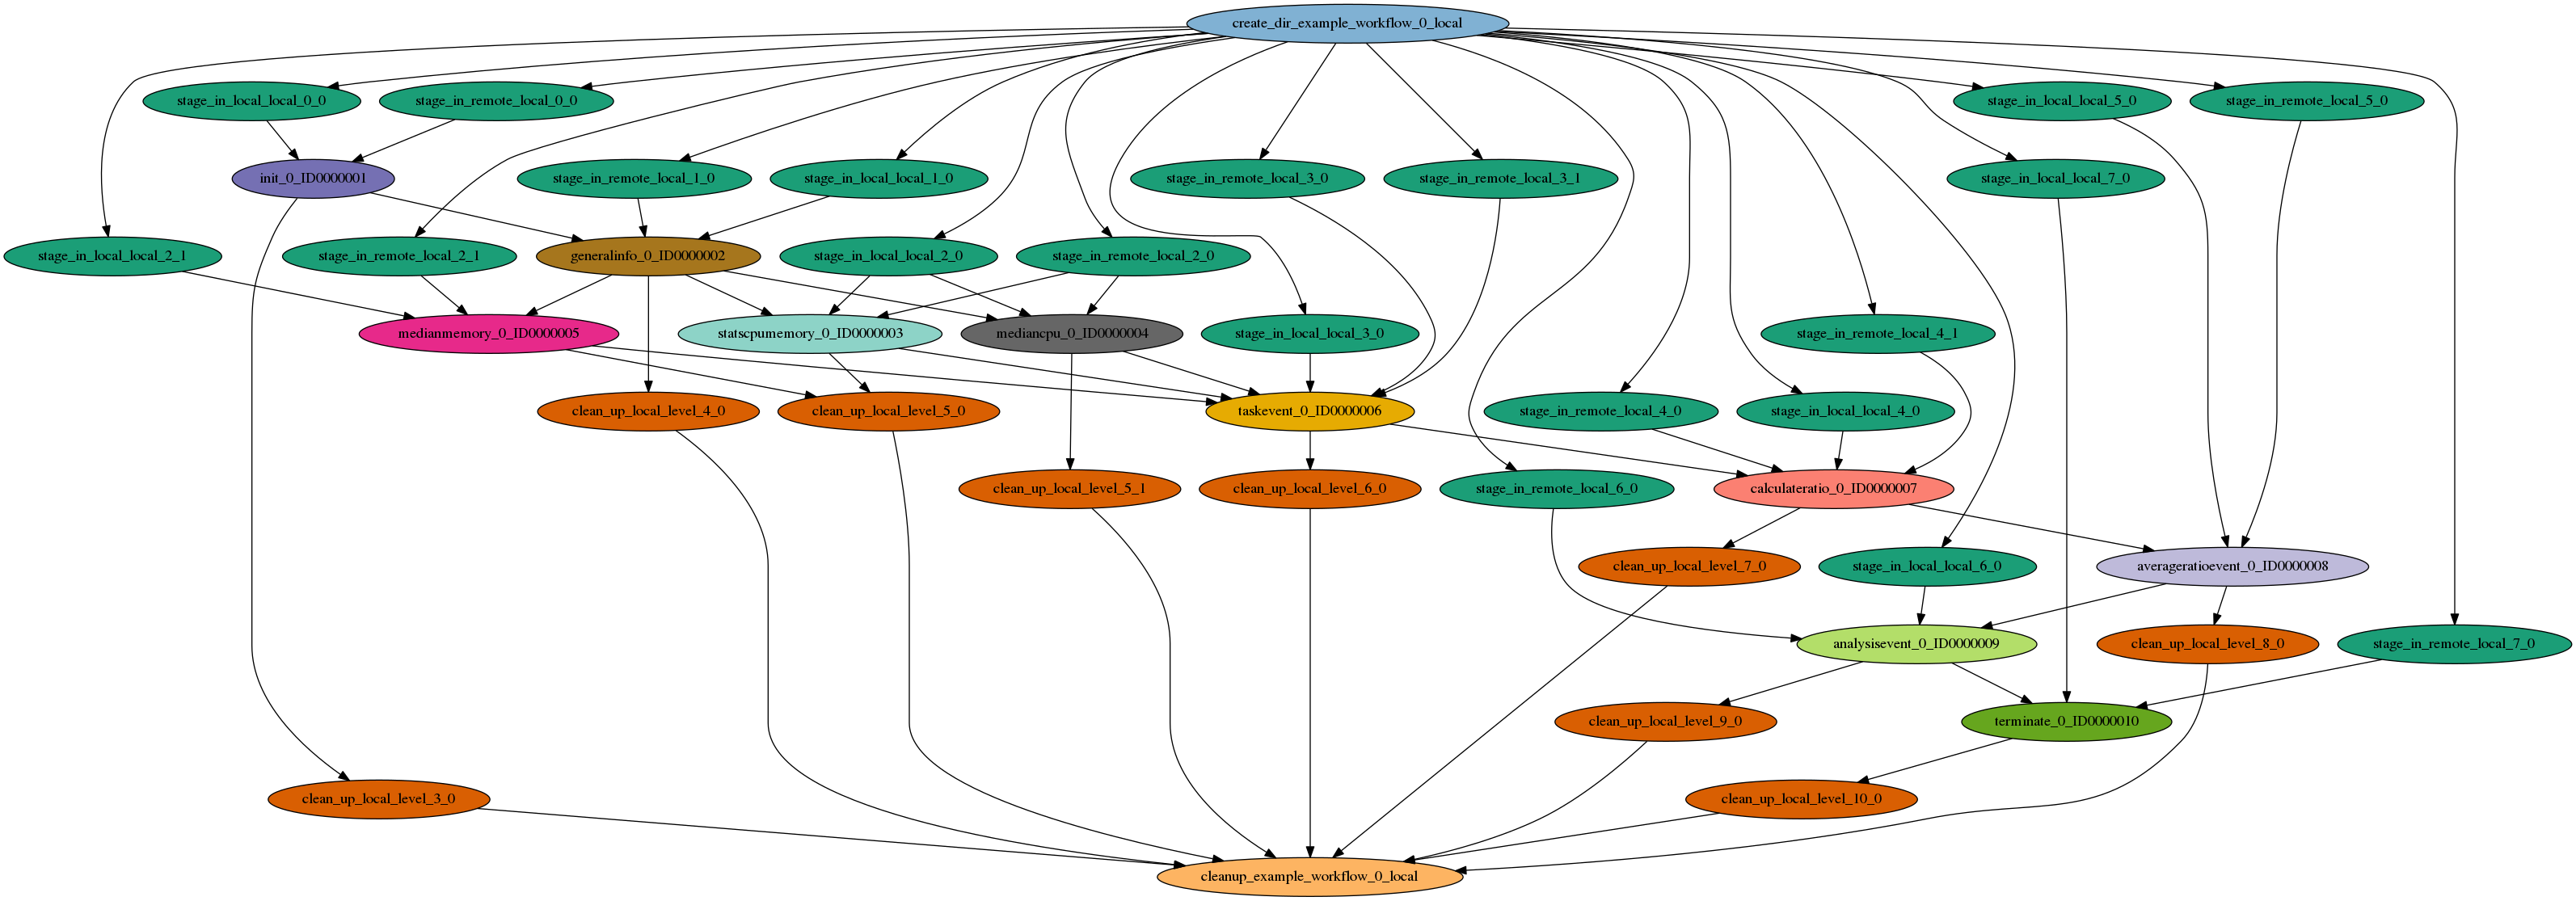 create_dir_example_workflow_0_local
stage_in_local_local_0_0
stage_in_remote_local_0_0
stage_in_local_local_5_0
stage_in_remote_local_5_0
init_0_ID0000001
stage_in_remote_local_1_0
stage_in_local_local_1_0
stage_in_remote_local_3_0
stage_in_remote_local_3_1
stage_in_local_local_7_0
stage_in_local_local_2_1
stage_in_remote_local_2_1
generalinfo_0_ID0000002
stage_in_local_local_2_0
stage_in_remote_local_2_0
medianmemory_0_ID0000005
statscpumemory_0_ID0000003
mediancpu_0_ID0000004
stage_in_local_local_3_0
stage_in_remote_local_4_1
clean_up_local_level_4_0
clean_up_local_level_5_0
taskevent_0_ID0000006
stage_in_remote_local_4_0
stage_in_local_local_4_0
clean_up_local_level_5_1
clean_up_local_level_6_0
stage_in_remote_local_6_0
calculateratio_0_ID0000007
clean_up_local_level_7_0
stage_in_local_local_6_0
averageratioevent_0_ID0000008
analysisevent_0_ID0000009
clean_up_local_level_8_0
stage_in_remote_local_7_0
clean_up_local_level_9_0
terminate_0_ID0000010
clean_up_local_level_3_0
clean_up_local_level_10_0
cleanup_example_workflow_0_local